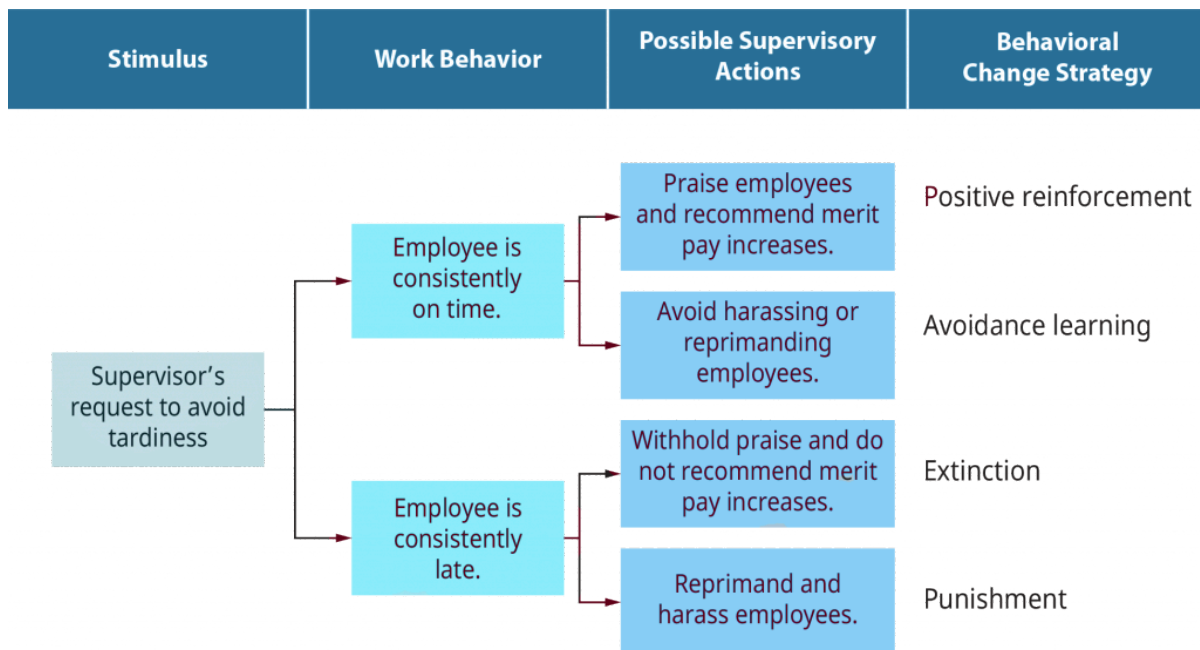 Stimulus
Work Behavior
Possible Supervisory
Actions
Behavioral
Change Strategy
Supervisor’s
request to avoid
tardiness
Employee is
consistently
on time.
Praise employees
and recommend merit
pay increases.
Positive reinforcement
Avoid harassing or
reprimanding
employees.
Avoidance learning
Employee is
consistently
late.
Withhold praise and do
not recommend merit
pay increases.
Extinction
Reprimand and
harass employees.
Punishment